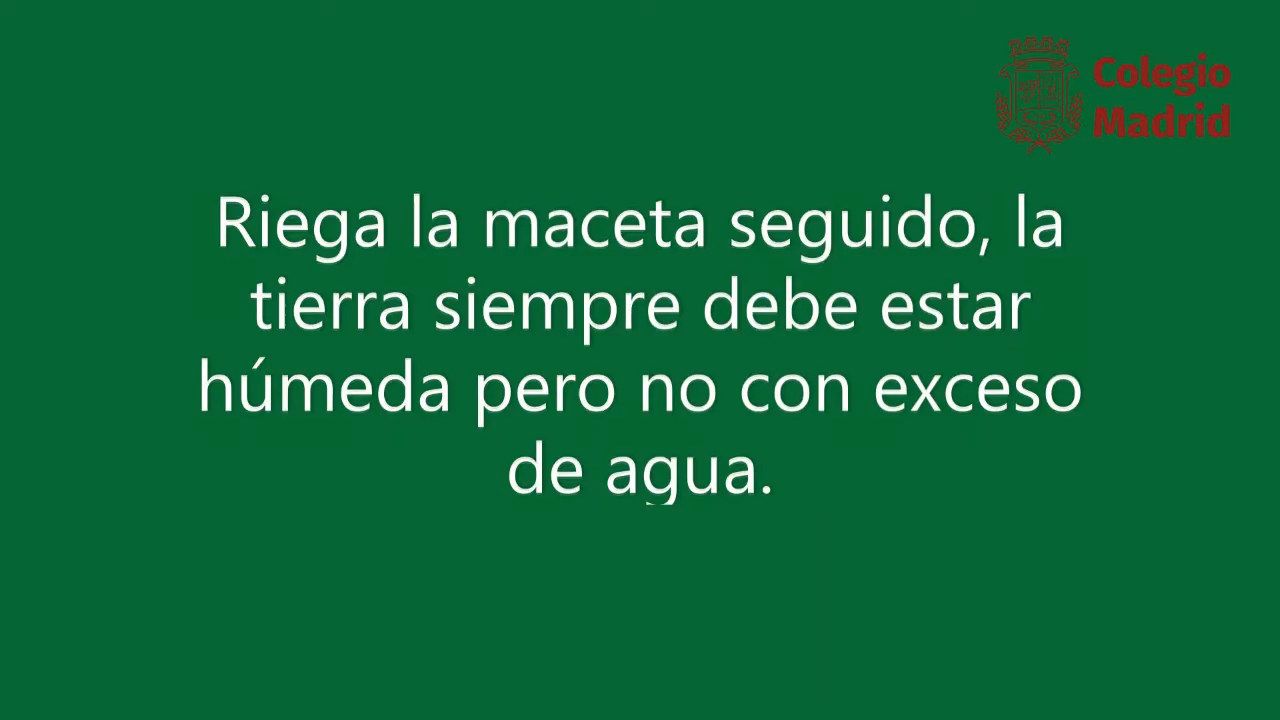 Colegio
Madrid
Riega la maceta seguido, la
tierra siempre debe estar
húmeda pero no con exceso
de agua.